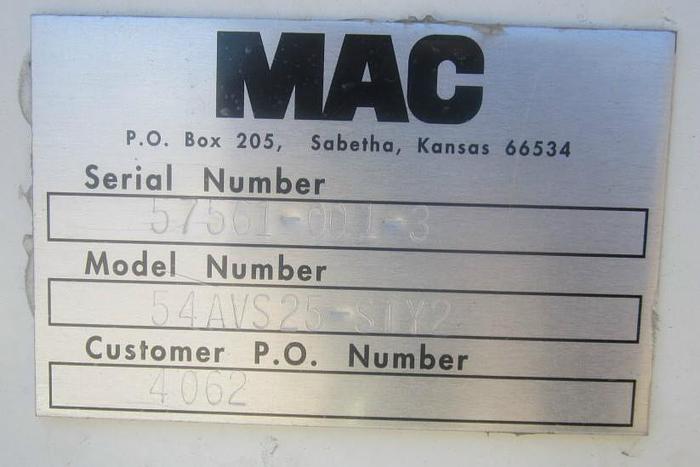 MAC
P.O. Box 205, Sabetha, Kansas 66534
Serial Number
57561-001-3
Model Number
54AVS25-STY2
Customer P.O. Number
4062